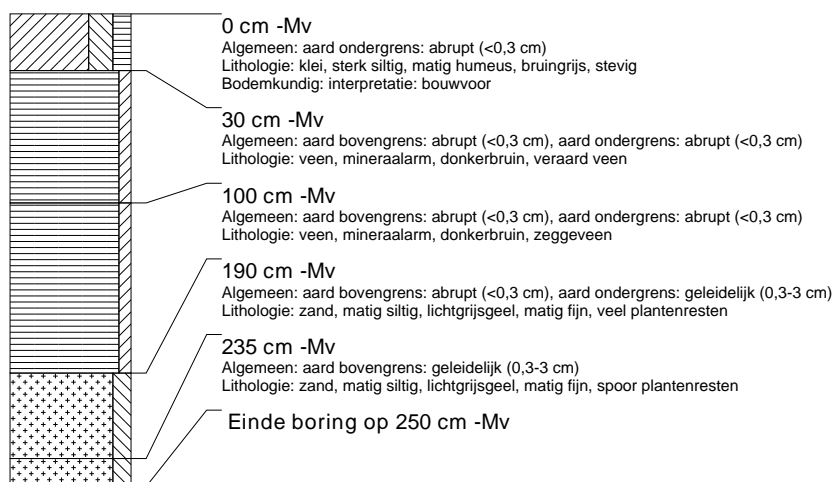 0 cm -Mv
Algemeen: aard ondergrens: abrupt (<0,3 cm)
Lithologie: klei, sterk siltig, matig humeus, bruingrijs, stevig
Bodemkundig: interpretatie: bouwvoor
30 cm -Mv
Algemeen: aard bovengrens: abrupt (<0,3 cm), aard ondergrens: abrupt (<0,3 cm)
Lithologie: veen, mineraalarm, donkerbruin, veraard veen
100 cm -Mv
Algemeen: aard bovengrens: abrupt (<0,3 cm), aard ondergrens: abrupt (<0,3 cm)
Lithologie: veen, mineraalarm, donkerbruin, zeggeveen
190 cm -Mv
Algemeen: aard bovengrens: abrupt (<0,3 cm), aard ondergrens: geleidelijk (0,3-3 cm)
Lithologie: zand, matig siltig, lichtgrijsgeel, matig fijn, veel plantenresten
235 cm -Mv
Algemeen: aard bovengrens: geleidelijk (0,3-3 cm)
Lithologie: zand, matig siltig, lichtgrijsgeel, matig fijn, spoor plantenresten
Einde boring op 250 cm -Mv